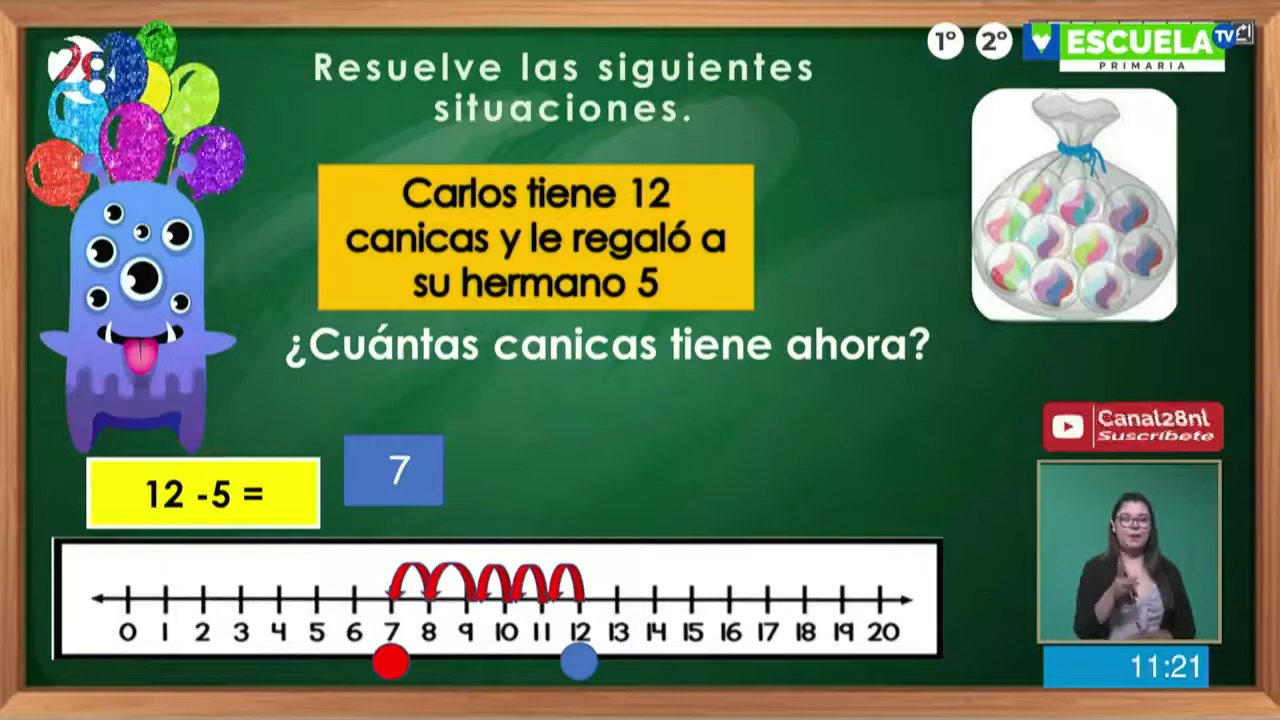 1° 2° ESCUELA TV
PRIMARIA
28
Resuelve las siguientes
situaciones.
Carlos tiene 12
canicas y le regaló a
su hermano 5
¿Cuántas canicas tiene ahora?
Canal28nl
Suscríbete
7
12 -5 =
0 1 2 3 4 5 6 7 8 9 10 11 12 13 14 15 16 17 18 19 20
11:21